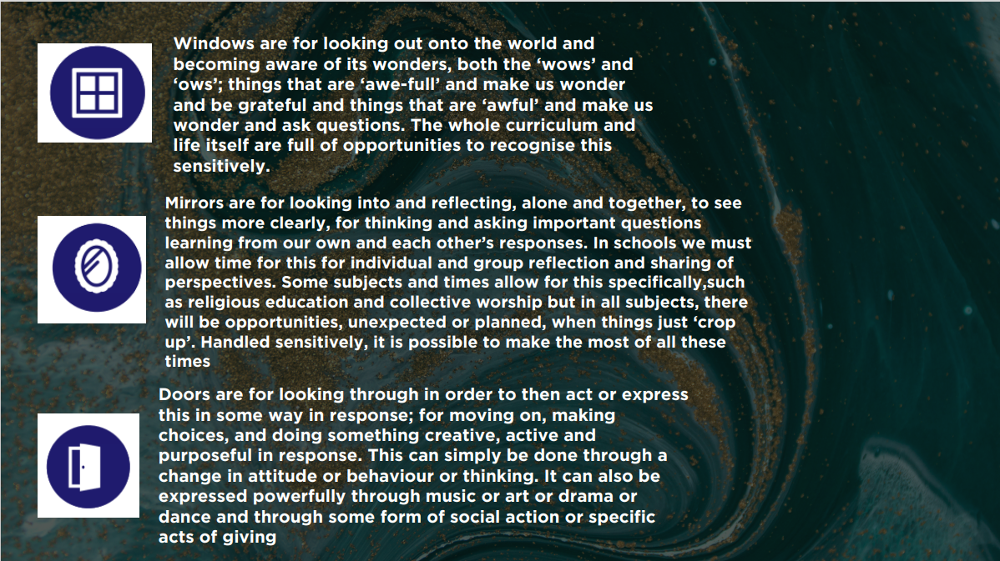 Windows are for looking out onto the world and
becoming aware of its wonders, both the ‘wows’ and
‘ows’; things that are ‘awe-full’ and make us wonder
and be grateful and things that are ‘awful’ and make us
wonder and ask questions. The whole curriculum and
life itself are full of opportunities to recognise this
sensitively.
Mirrors are for looking into and reflecting, alone and together, to see
things more clearly, for thinking and asking important questions
learning from our own and each other’s responses. In schools we must
allow time for this for individual and group reflection and sharing of
perspectives. Some subjects and times allow for this specifically,such
as religious education and collective worship but in all subjects, there
will be opportunities, unexpected or planned, when things just ‘crop
up’. Handled sensitively, it is possible to make the most of all these
times
Doors are for looking through in order to then act or express
this in some way in response; for moving on, making
choices, and doing something creative, active and
purposeful in response. This can simply be done through a
change in attitude or behaviour or thinking. It can also be
expressed powerfully through music or art or drama or
dance and through some form of social action or specific
acts of giving